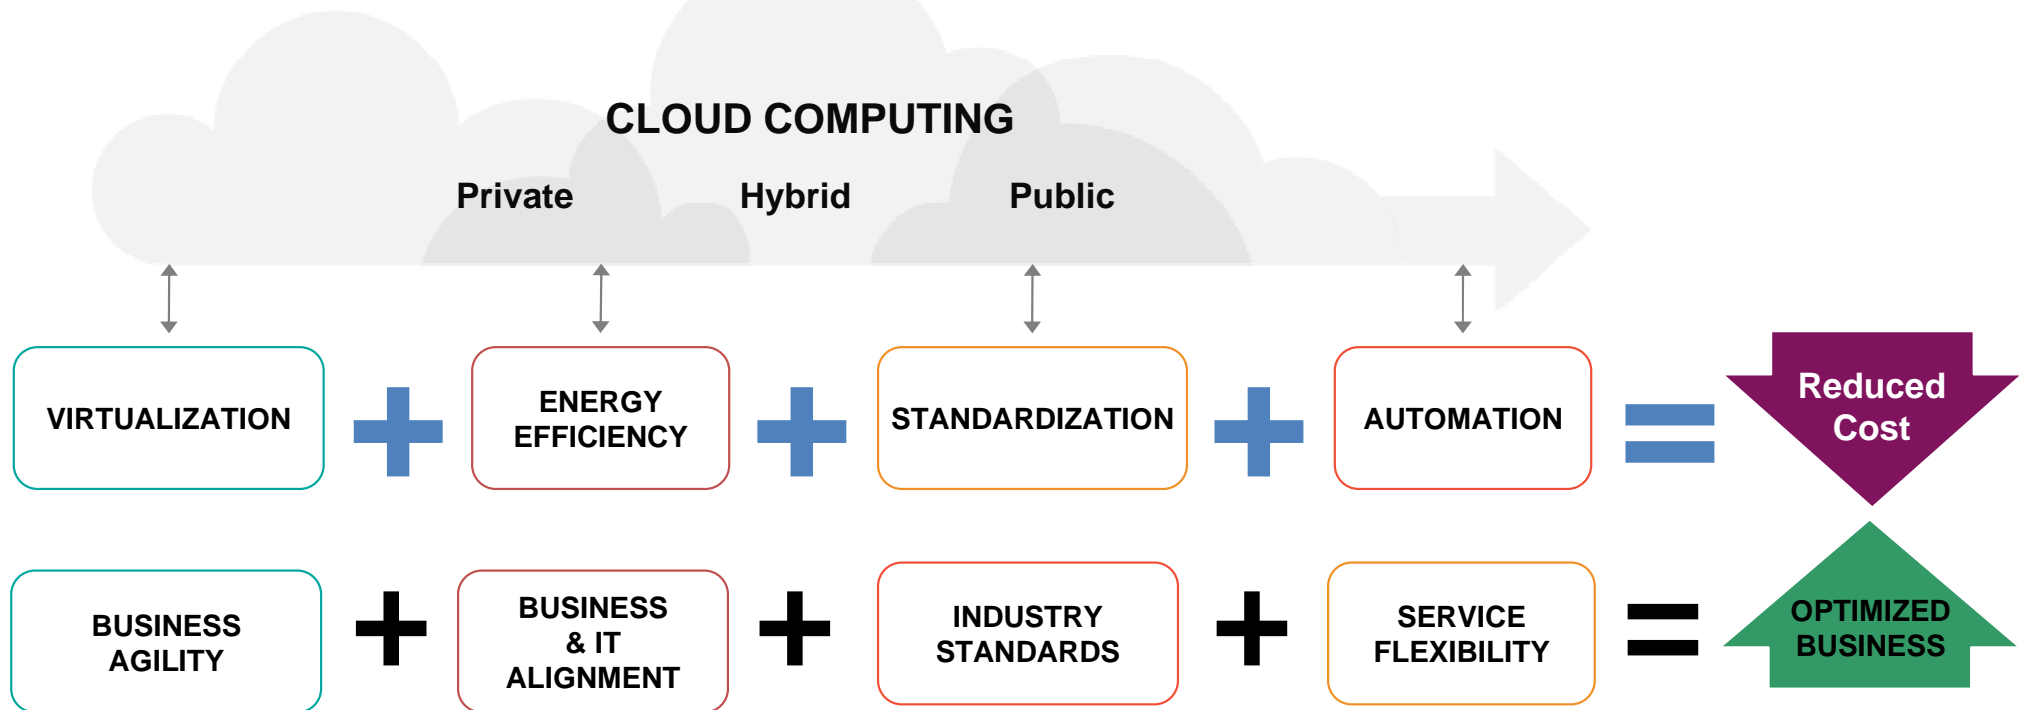 CLOUD COMPUTING
Private Hybrid Public
VIRTUALIZATION
ENERGY
EFFICIENCY
STANDARDIZATION
AUTOMATION
Reduced
Cost
BUSINESS
AGILITY
BUSINESS
& IT
ALIGNMENT
INDUSTRY
STANDARDS
SERVICE
FLEXIBILITY
OPTIMIZED
BUSINESS